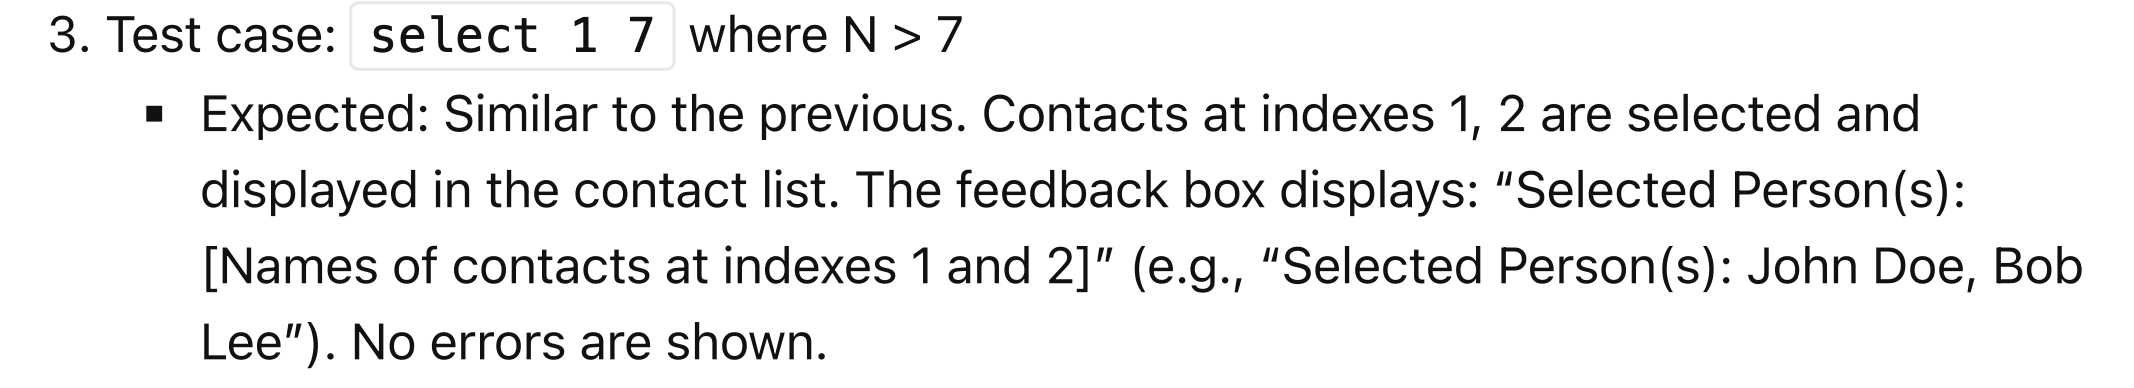 3. Test case: select 1 7 where N > 7
▪ Expected: Similar to the previous. Contacts at indexes 1, 2 are selected and
displayed in the contact list. The feedback box displays: “Selected Person(s):
[Names of contacts at indexes 1 and 2]” (e.g., “Selected Person(s): John Doe, Bob
Lee”). No errors are shown.